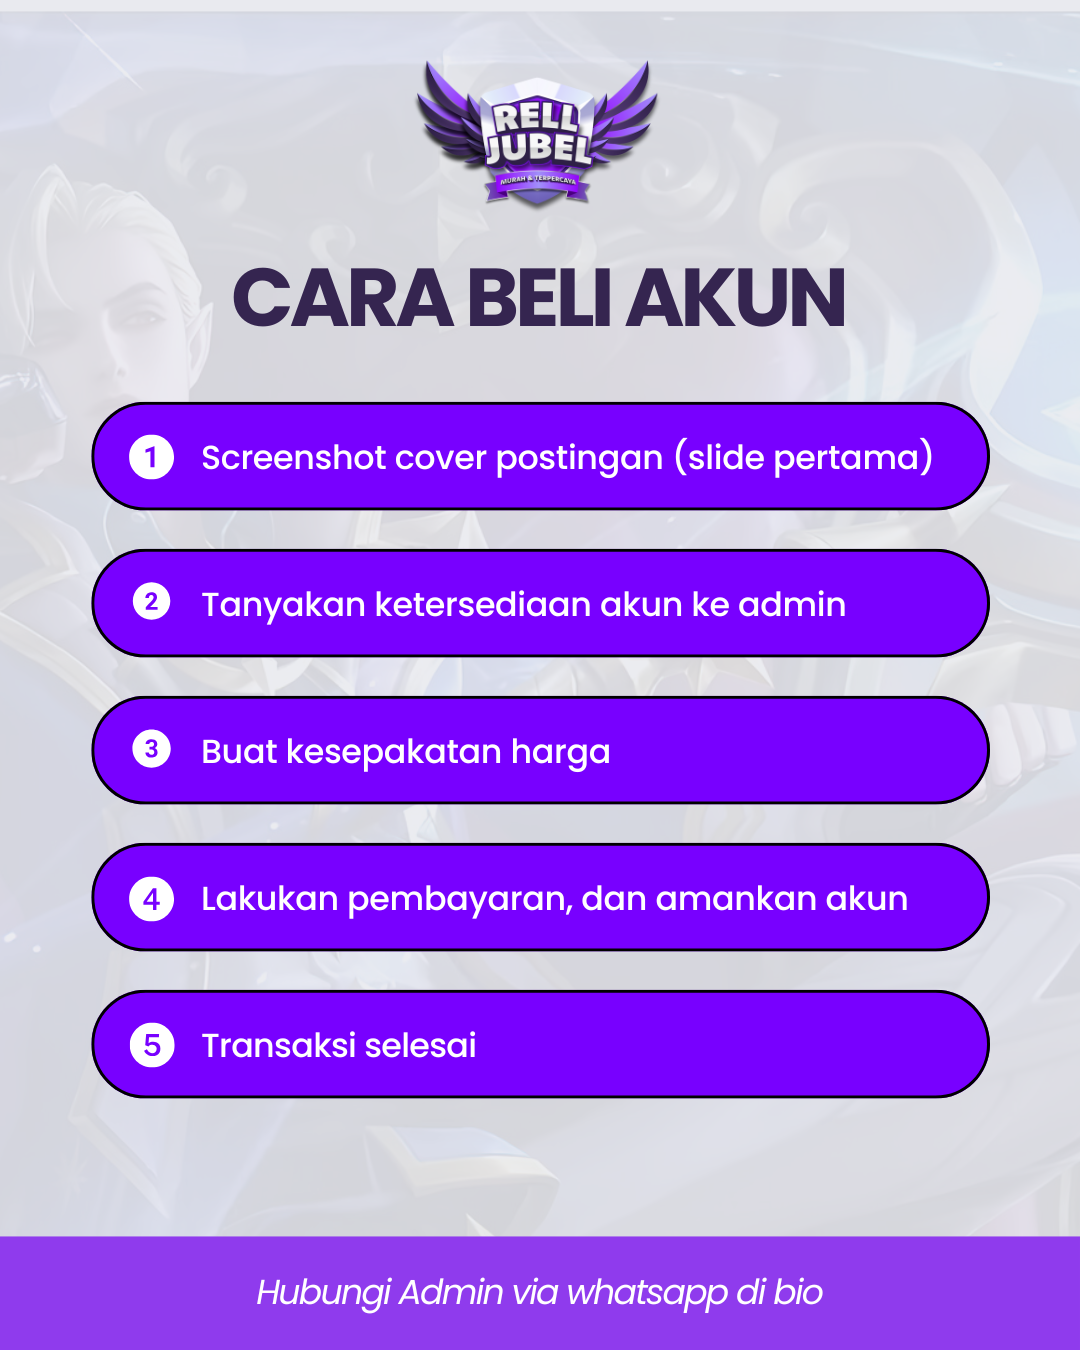 RELL
JUBEL
MURAH & TERPERCAYA
CARA BELI AKUN
1 Screenshot cover postingan (slide pertama)
2 Tanyakan ketersediaan akun ke admin
3 Buat kesepakatan harga
4 Lakukan pembayaran, dan amankan akun
5 Transaksi selesai
Hubungi Admin via whatsapp di bio